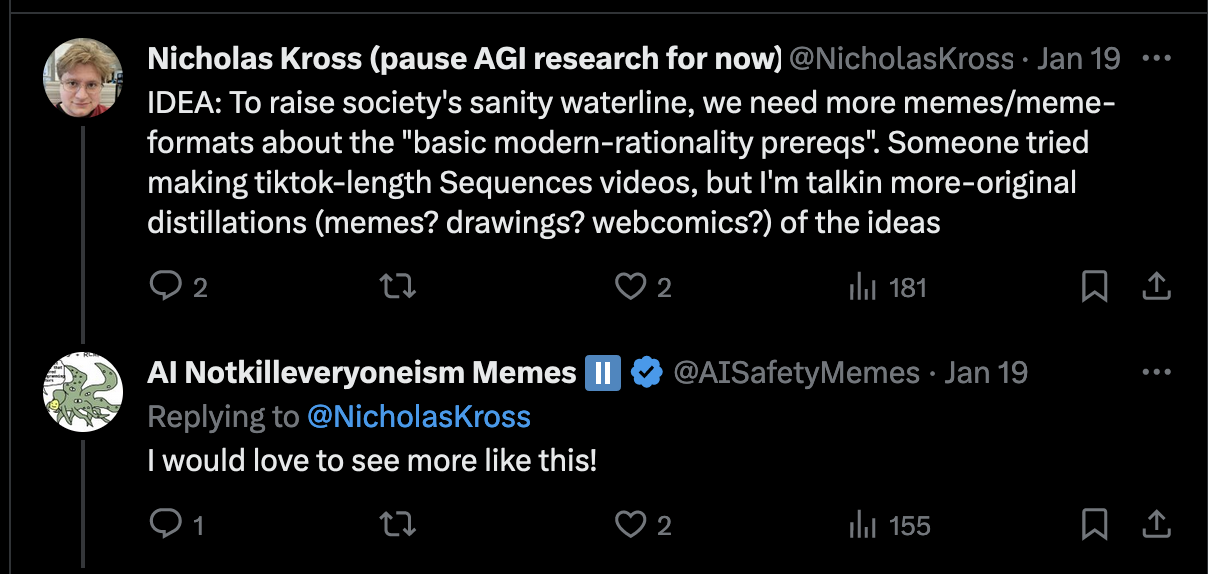 Nicholas Kross (pause AGI research for now) @NicholasKross · Jan 19
IDEA: To raise society's sanity waterline, we need more memes/meme-
formats about the "basic modern-rationality prereqs". Someone tried
making tiktok-length Sequences videos, but I'm talkin more-original
distillations (memes? drawings? webcomics?) of the ideas
2 2 181
AI Notkilleveryoneism Memes ⏸️ @AISafetyMemes · Jan 19
Replying to @NicholasKross
I would love to see more like this!
1 2 155